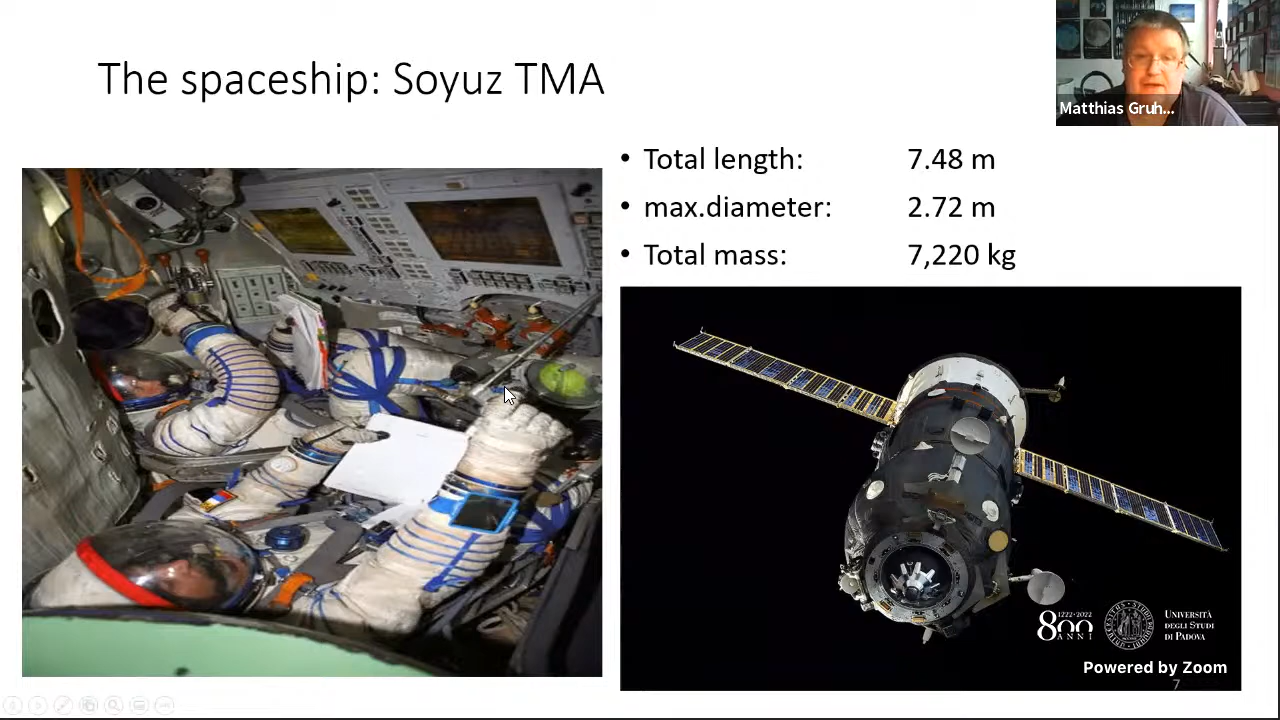 The spaceship: Soyuz TMA
Matthias Gruh...
• Total length: 7.48 m
• max.diameter: 2.72 m
• Total mass: 7,220 kg
1222·2022
800
ANNI
UNIVERSITÀ
DEGLI STUDI
DI PADOVA
Powered by Zoom
7